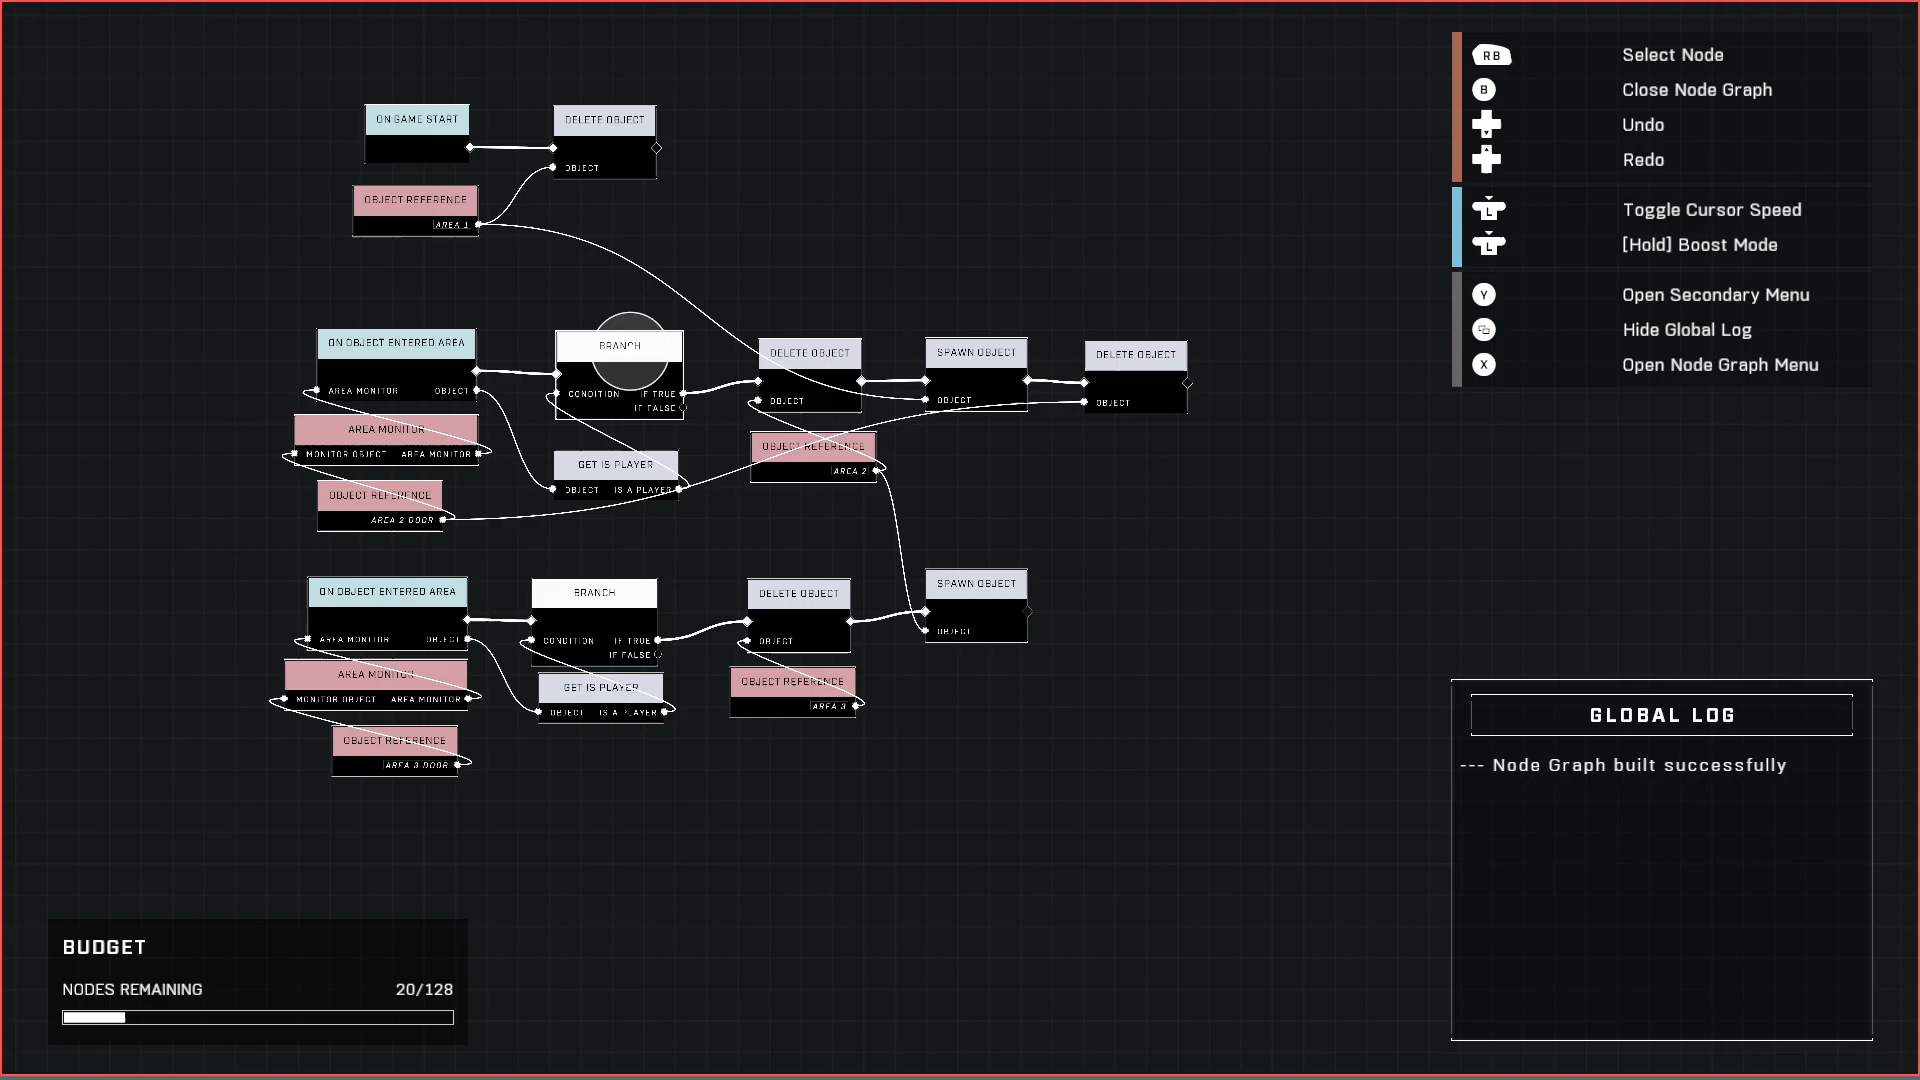 ON GAME START
DELETE OBJECT
OBJECT
OBJECT REFERENCE
AREA 1
ON OBJECT ENTERED AREA
AREA MONITOR OBJECT
AREA MONITOR
MONITOR OBJECT AREA MONITOR
OBJECT REFERENCE
AREA 2 DOOR
BRANCH
CONDITION IF TRUE
IF FALSE
GET IS PLAYER
OBJECT IS A PLAYER
DELETE OBJECT
OBJECT
OBJECT REFERENCE
AREA 2
SPAWN OBJECT
OBJECT
DELETE OBJECT
OBJECT
ON OBJECT ENTERED AREA
AREA MONITOR OBJECT
AREA MONITOR
MONITOR OBJECT AREA MONITOR
OBJECT REFERENCE
AREA 3 DOOR
BRANCH
CONDITION IF TRUE
IF FALSE
GET IS PLAYER
OBJECT IS A PLAYER
DELETE OBJECT
OBJECT
OBJECT REFERENCE
AREA 3
SPAWN OBJECT
OBJECT
BUDGET
NODES REMAINING 20/128
RB Select Node
B Close Node Graph
Undo
Redo
L Toggle Cursor Speed
L [Hold] Boost Mode
Y Open Secondary Menu
Hide Global Log
X Open Node Graph Menu
GLOBAL LOG
--- Node Graph built successfully